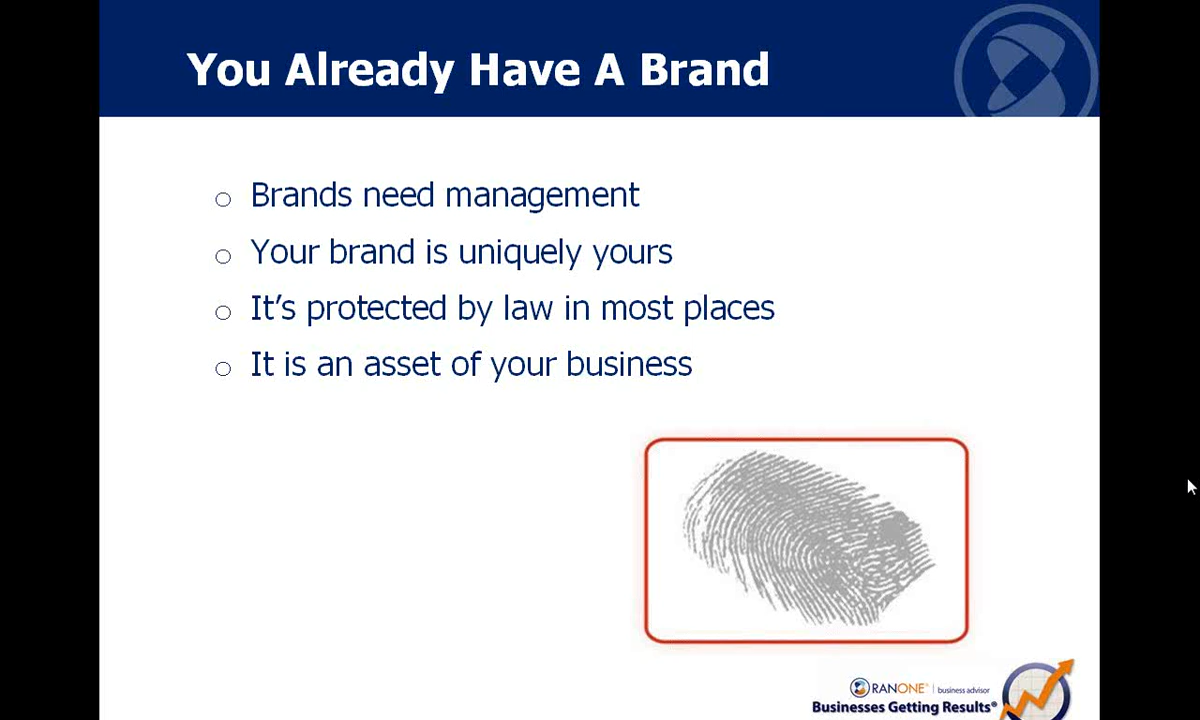 You Already Have A Brand
Brands need management
Your brand is uniquely yours
It’s protected by law in most places
It is an asset of your business
RANONE® | business advisor
Businesses Getting Results®